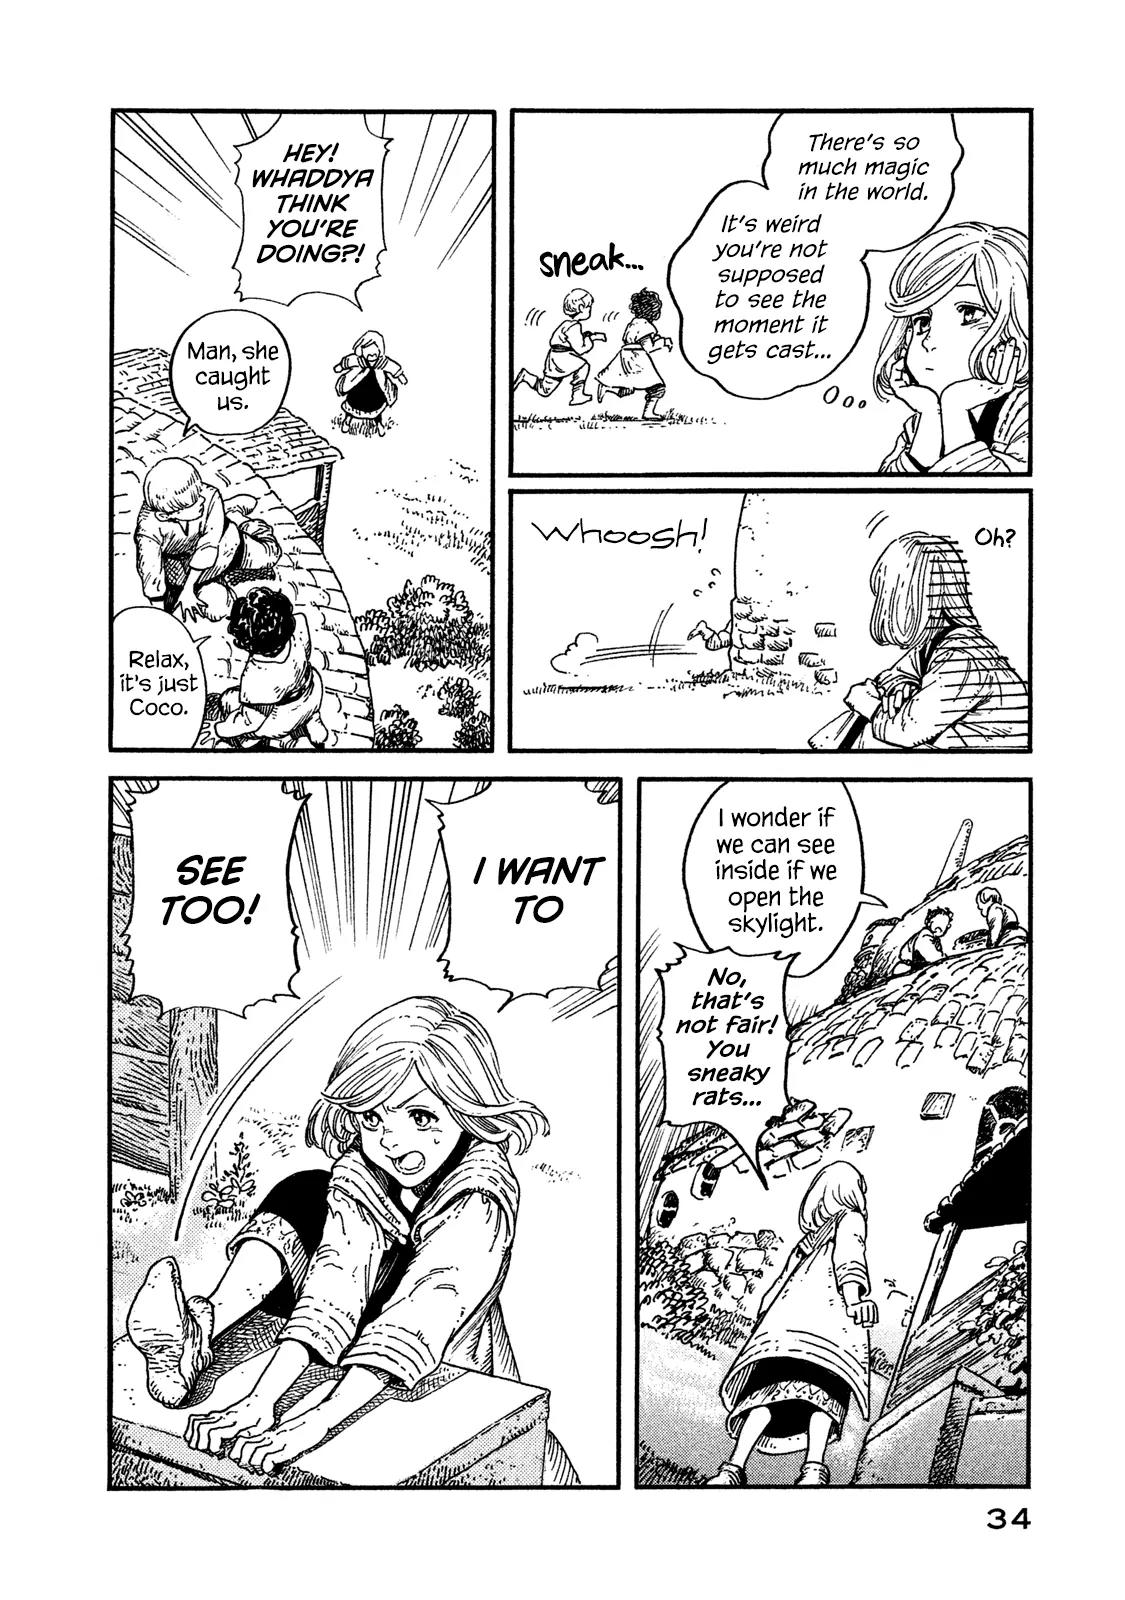 There's so
much magic
in the world.
It's weird
you're not
supposed
to see the
moment it
gets cast...
sneak...
Oh?
Whoosh!
HEY!
WHADDYA
THINK
YOU'RE
DOING?!
Man, she
caught
us.
Relax,
it's just
Coco.
I wonder if
we can see
inside if we
open the
skylight.
No,
that's
not fair!
You
sneaky
rats...
I WANT
TO
SEE
TOO!
34